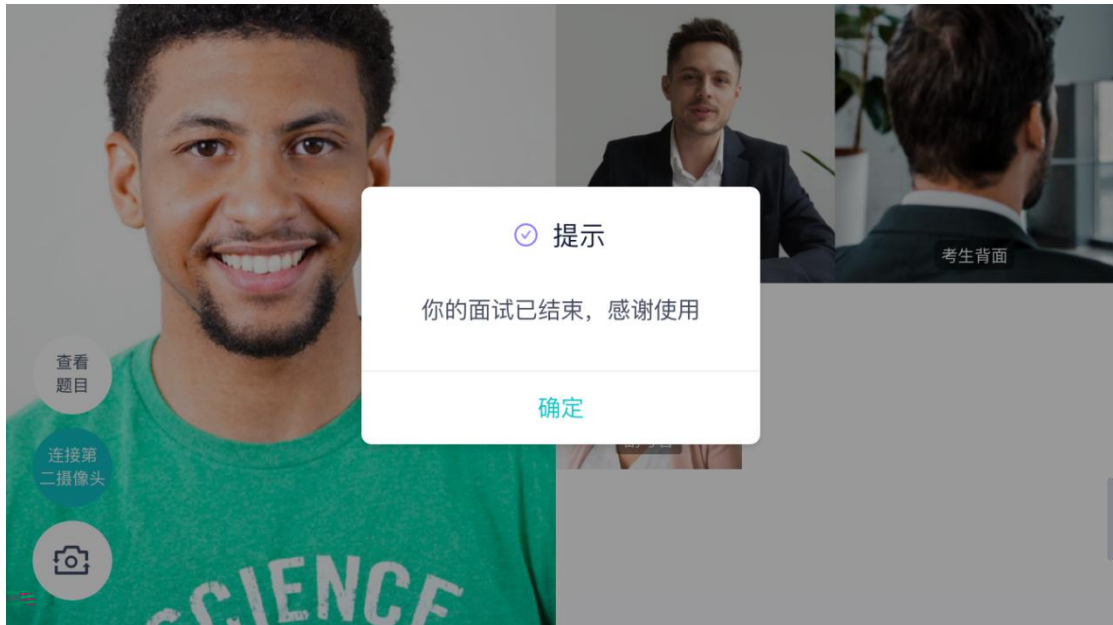 提示
你的面试已结束，感谢使用
确定
考生背面
查看
题目
连接第
二摄像头
SCIENCE